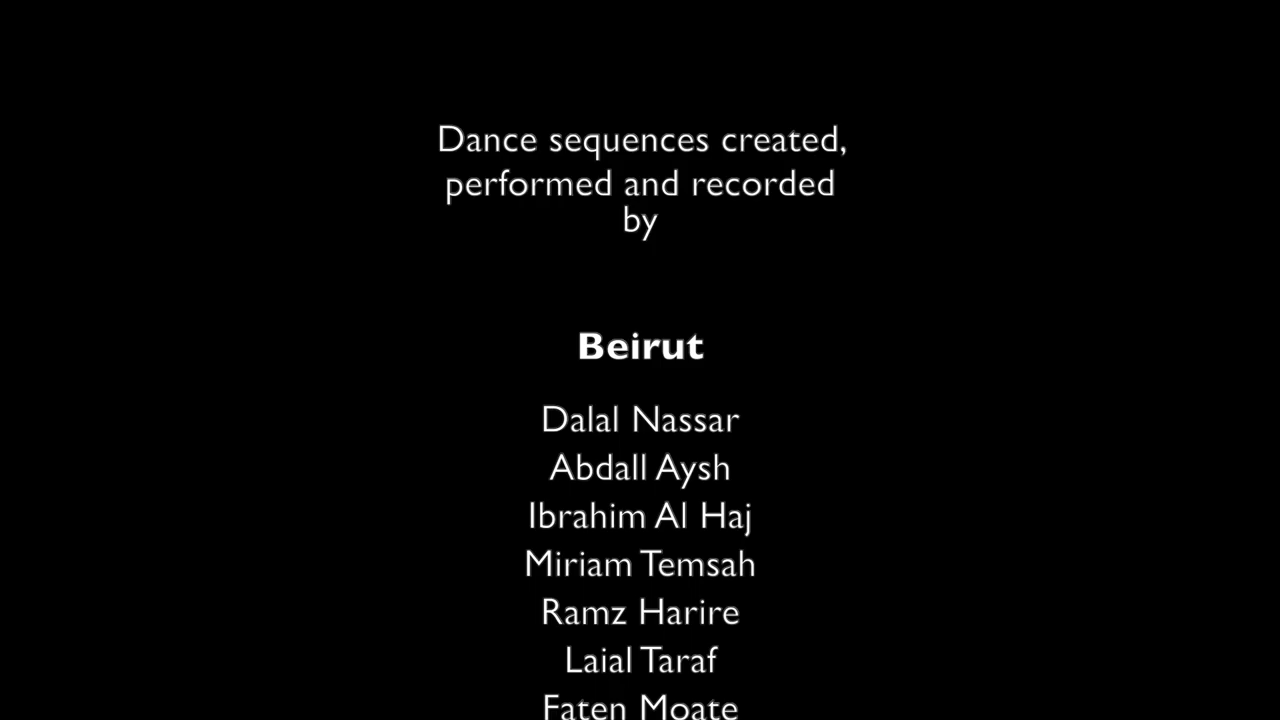 Dance sequences created,
performed and recorded
by
Beirut
Dalal Nassar
Abdall Aysh
Ibrahim Al Haj
Miriam Temsah
Ramz Harire
Laial Taraf
Faten Moate